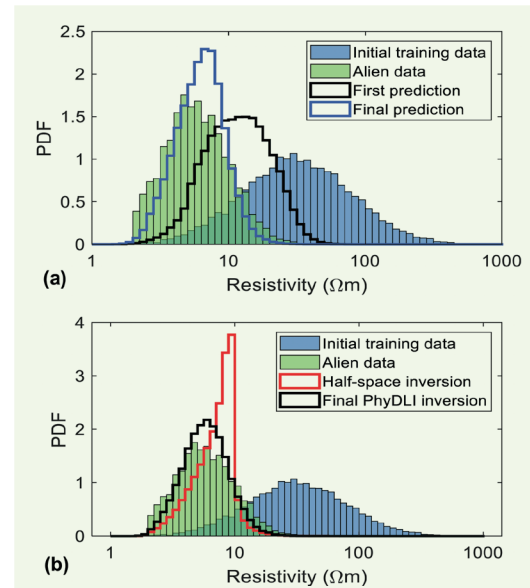 2.5
2
1.5
1
0.5
0
PDF
Initial training data
Alien data
First prediction
Final prediction
1 10 100 1000
Resistivity (Ωm)
(a)
4
3
2
1
0
PDF
Initial training data
Alien data
Half-space inversion
Final PhyDLI inversion
1 10 100 1000
Resistivity (Ωm)
(b)